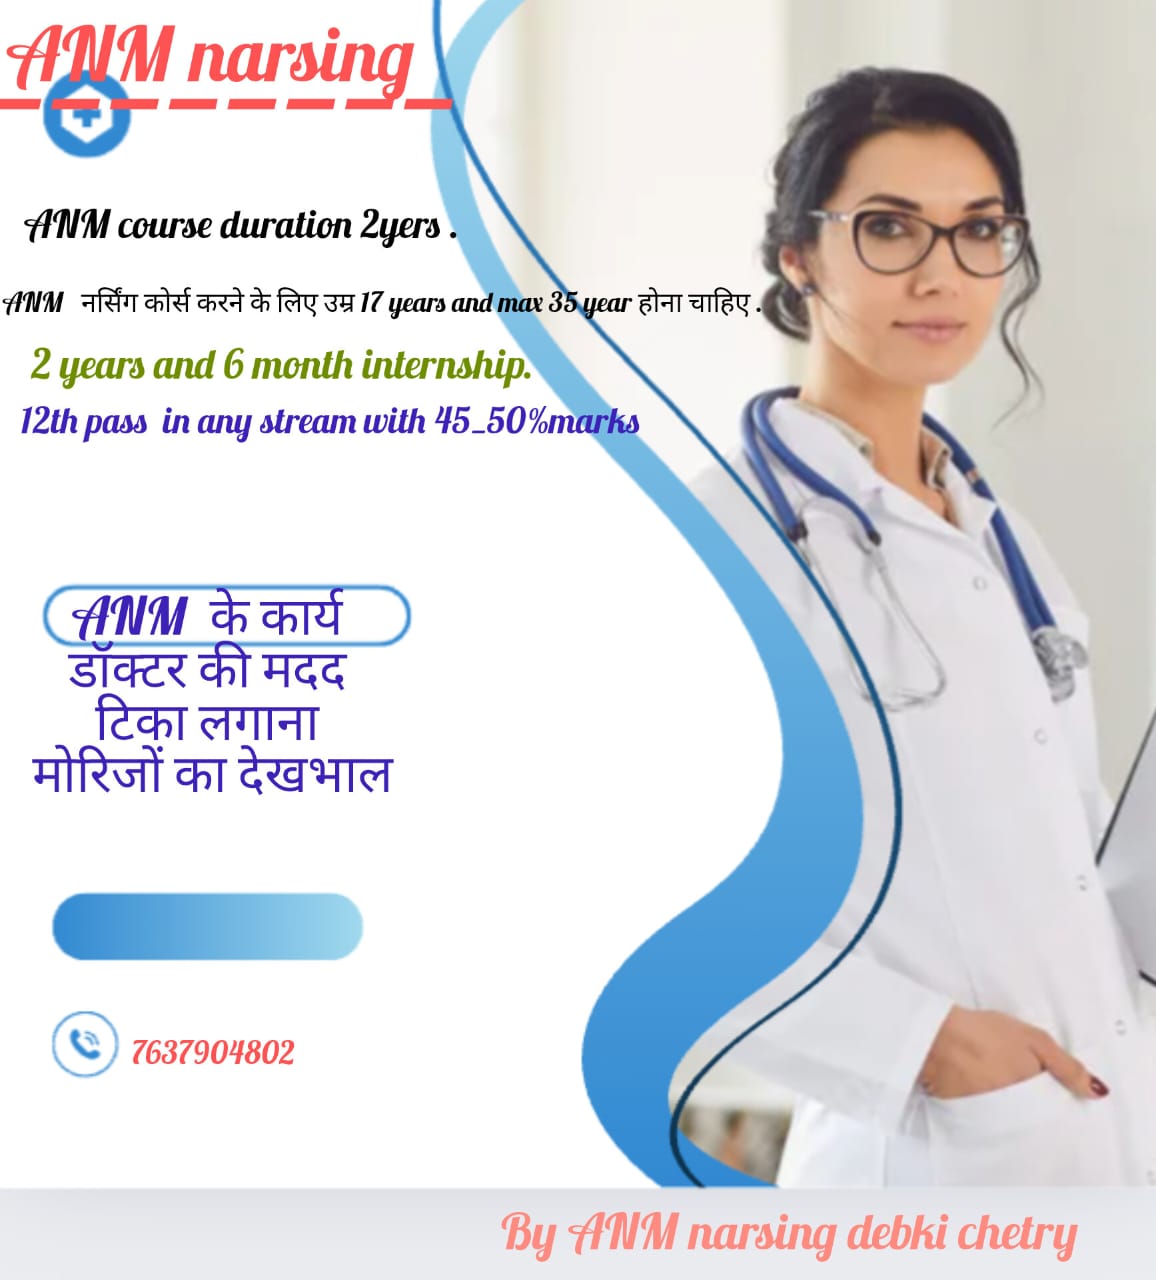 ANM narsing
ANM course duration 2yers .
ANM नर्सिंग कोर्स करने के लिए उम्र 17 years and max 35 year होना चाहिए .
2 years and 6 month internship.
12th pass in any stream with 45_50%marks
ANM के कार्य
डॉक्टर की मदद
टिका लगाना
मोरिजों का देखभाल
7637904802
By ANM narsing debki chetry